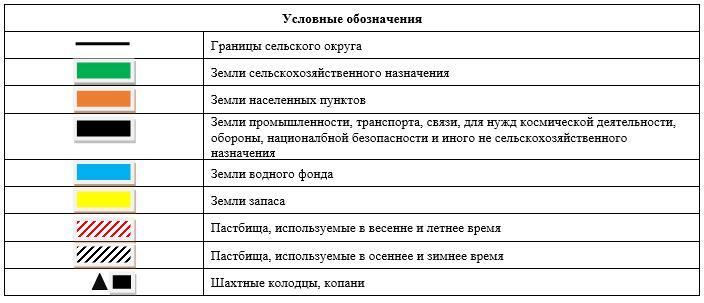 Условные обозначения
Границы сельского округа
Земли сельскохозяйственного назначения
Земли населенных пунктов
Земли промышленности, транспорта, связи, для нужд космической деятельности,
обороны, националбной безопасности и иного не сельскохозяйственного
назначения
Земли водного фонда
Земли запаса
Пастбища, используемые в весенне и летнее время
Пастбища, используемые в осеннее и зимнее время
Шахтные колодцы, копани